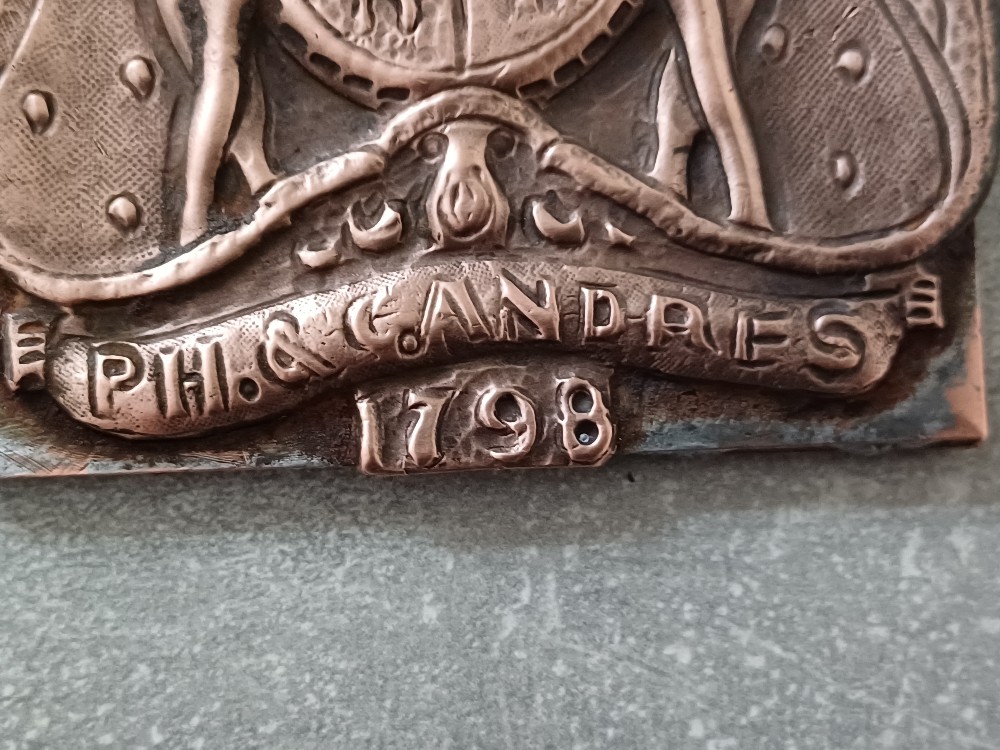 PH. & C. ANDRES
1798